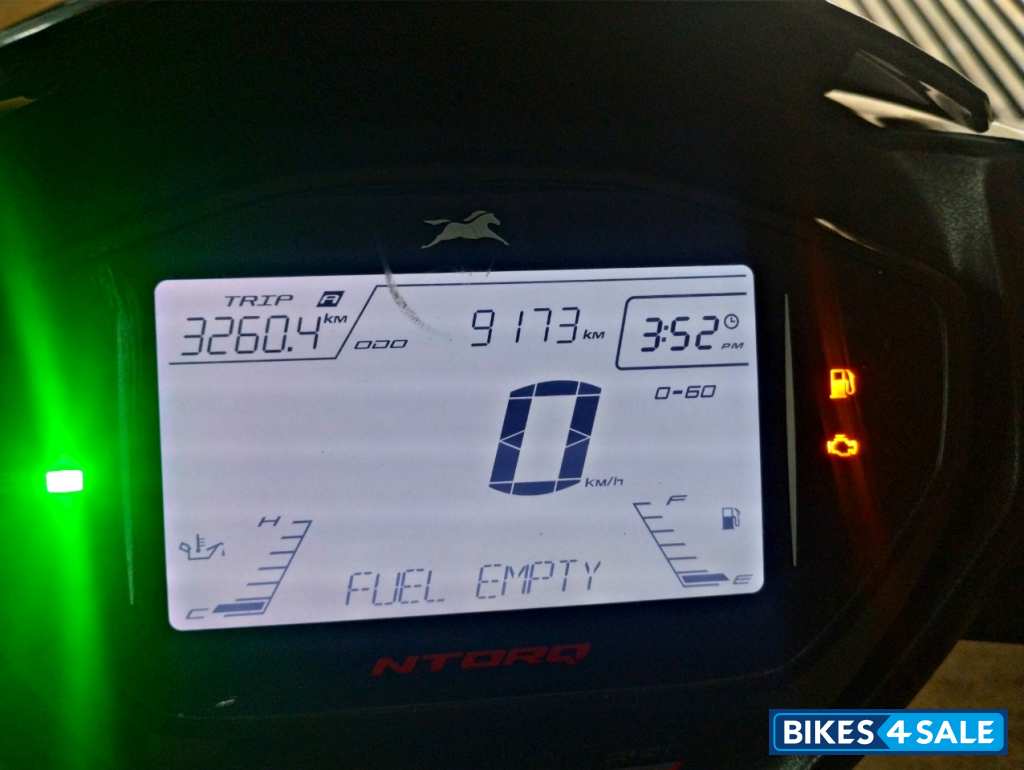 TRIP A
3260.4 km
ODO 9173 km
3:52 PM
0-60
0 km/h
H
F
C
E
FUEL EMPTY
NTORQ
BIKES4SALE